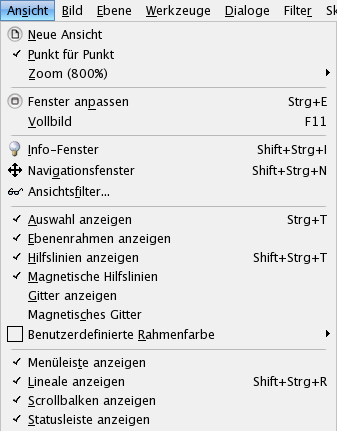 Ansicht Bild Ebene Werkzeuge Dialoge Filter Sk
Neue Ansicht
Punkt für Punkt
Zoom (800%)
Fenster anpassen Strg+E
Vollbild F11
Info-Fenster Shift+Strg+I
Navigationsfenster Shift+Strg+N
Ansichtsfilter...
Auswahl anzeigen Strg+T
Ebenenrahmen anzeigen
Hilfslinien anzeigen Shift+Strg+T
Magnetische Hilfslinien
Gitter anzeigen
Magnetisches Gitter
Benutzerdefinierte Rahmenfarbe
Menüleiste anzeigen
Lineale anzeigen Shift+Strg+R
Scrollbalken anzeigen
Statusleiste anzeigen